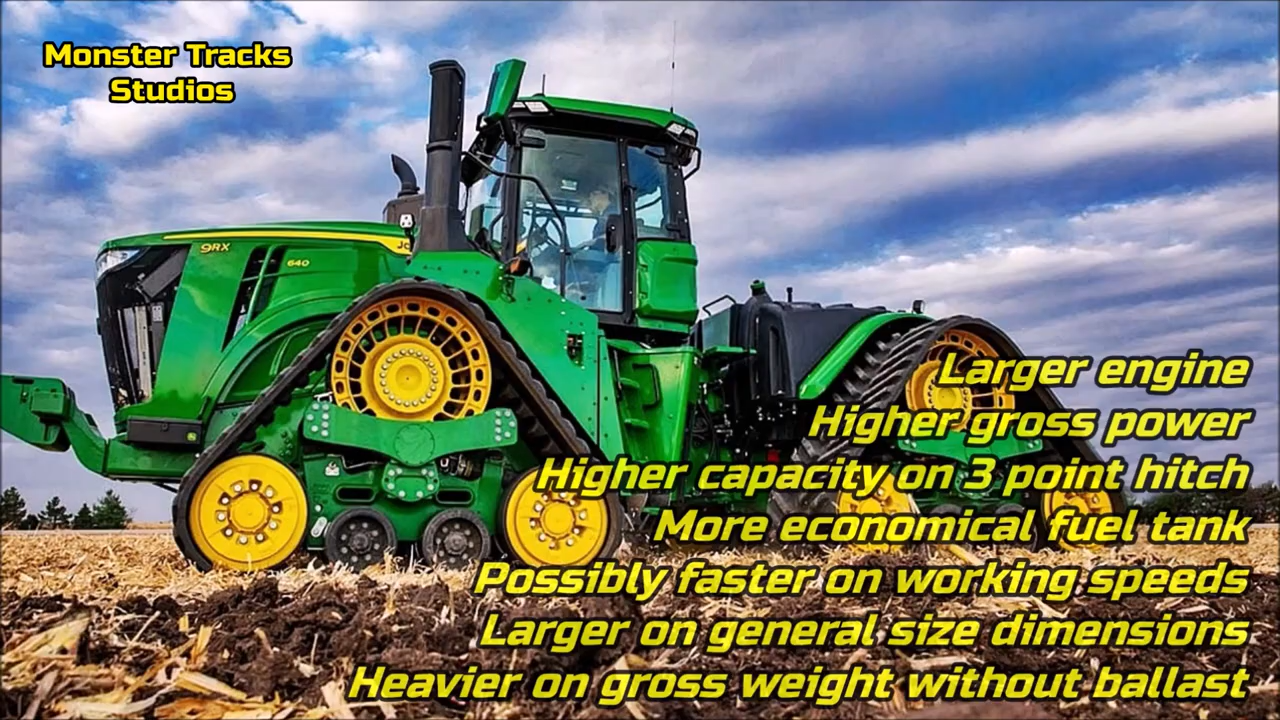 Monster Tracks
Studios
9RX
640
JO
Larger engine
Higher gross power
Higher capacity on 3 point hitch
More economical fuel tank
Possibly faster on working speeds
Larger on general size dimensions
Heavier on gross weight without ballast